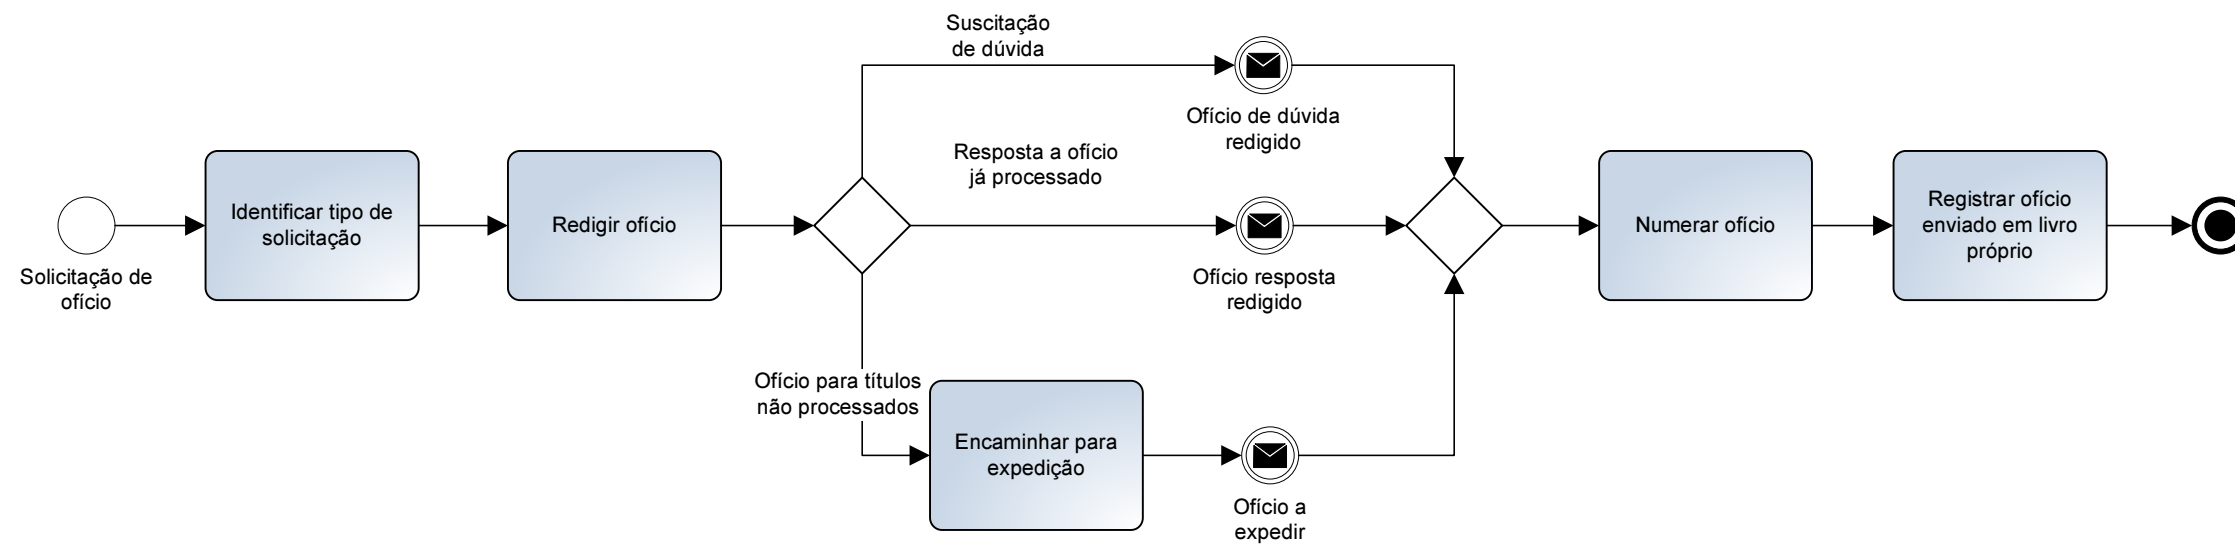 Solicitação de
ofício
Identificar tipo de
solicitação
Redigir ofício
Suscitação
de dúvida
Ofício de dúvida
redigido
Resposta a ofício
já processado
Ofício resposta
redigido
Ofício para títulos
não processados
Encaminhar para
expedição
Ofício a
expedir
Numerar ofício
Registrar ofício
enviado em livro
próprio